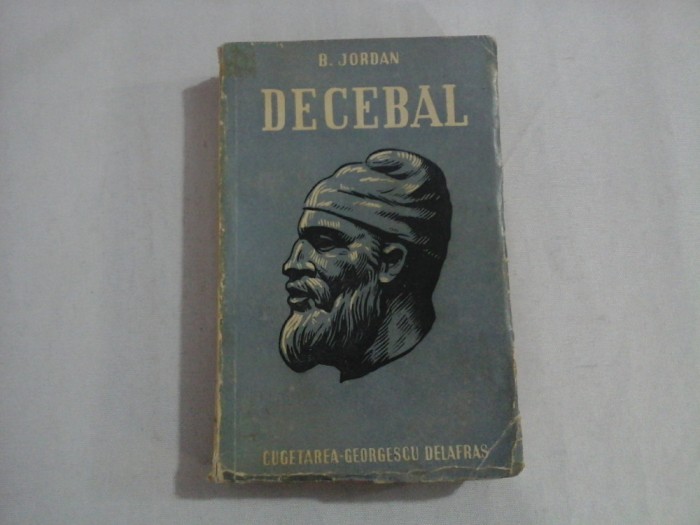 B. JORDAN
DECEBAL
CUGETAREA-GEORGESCU DELAFRAS